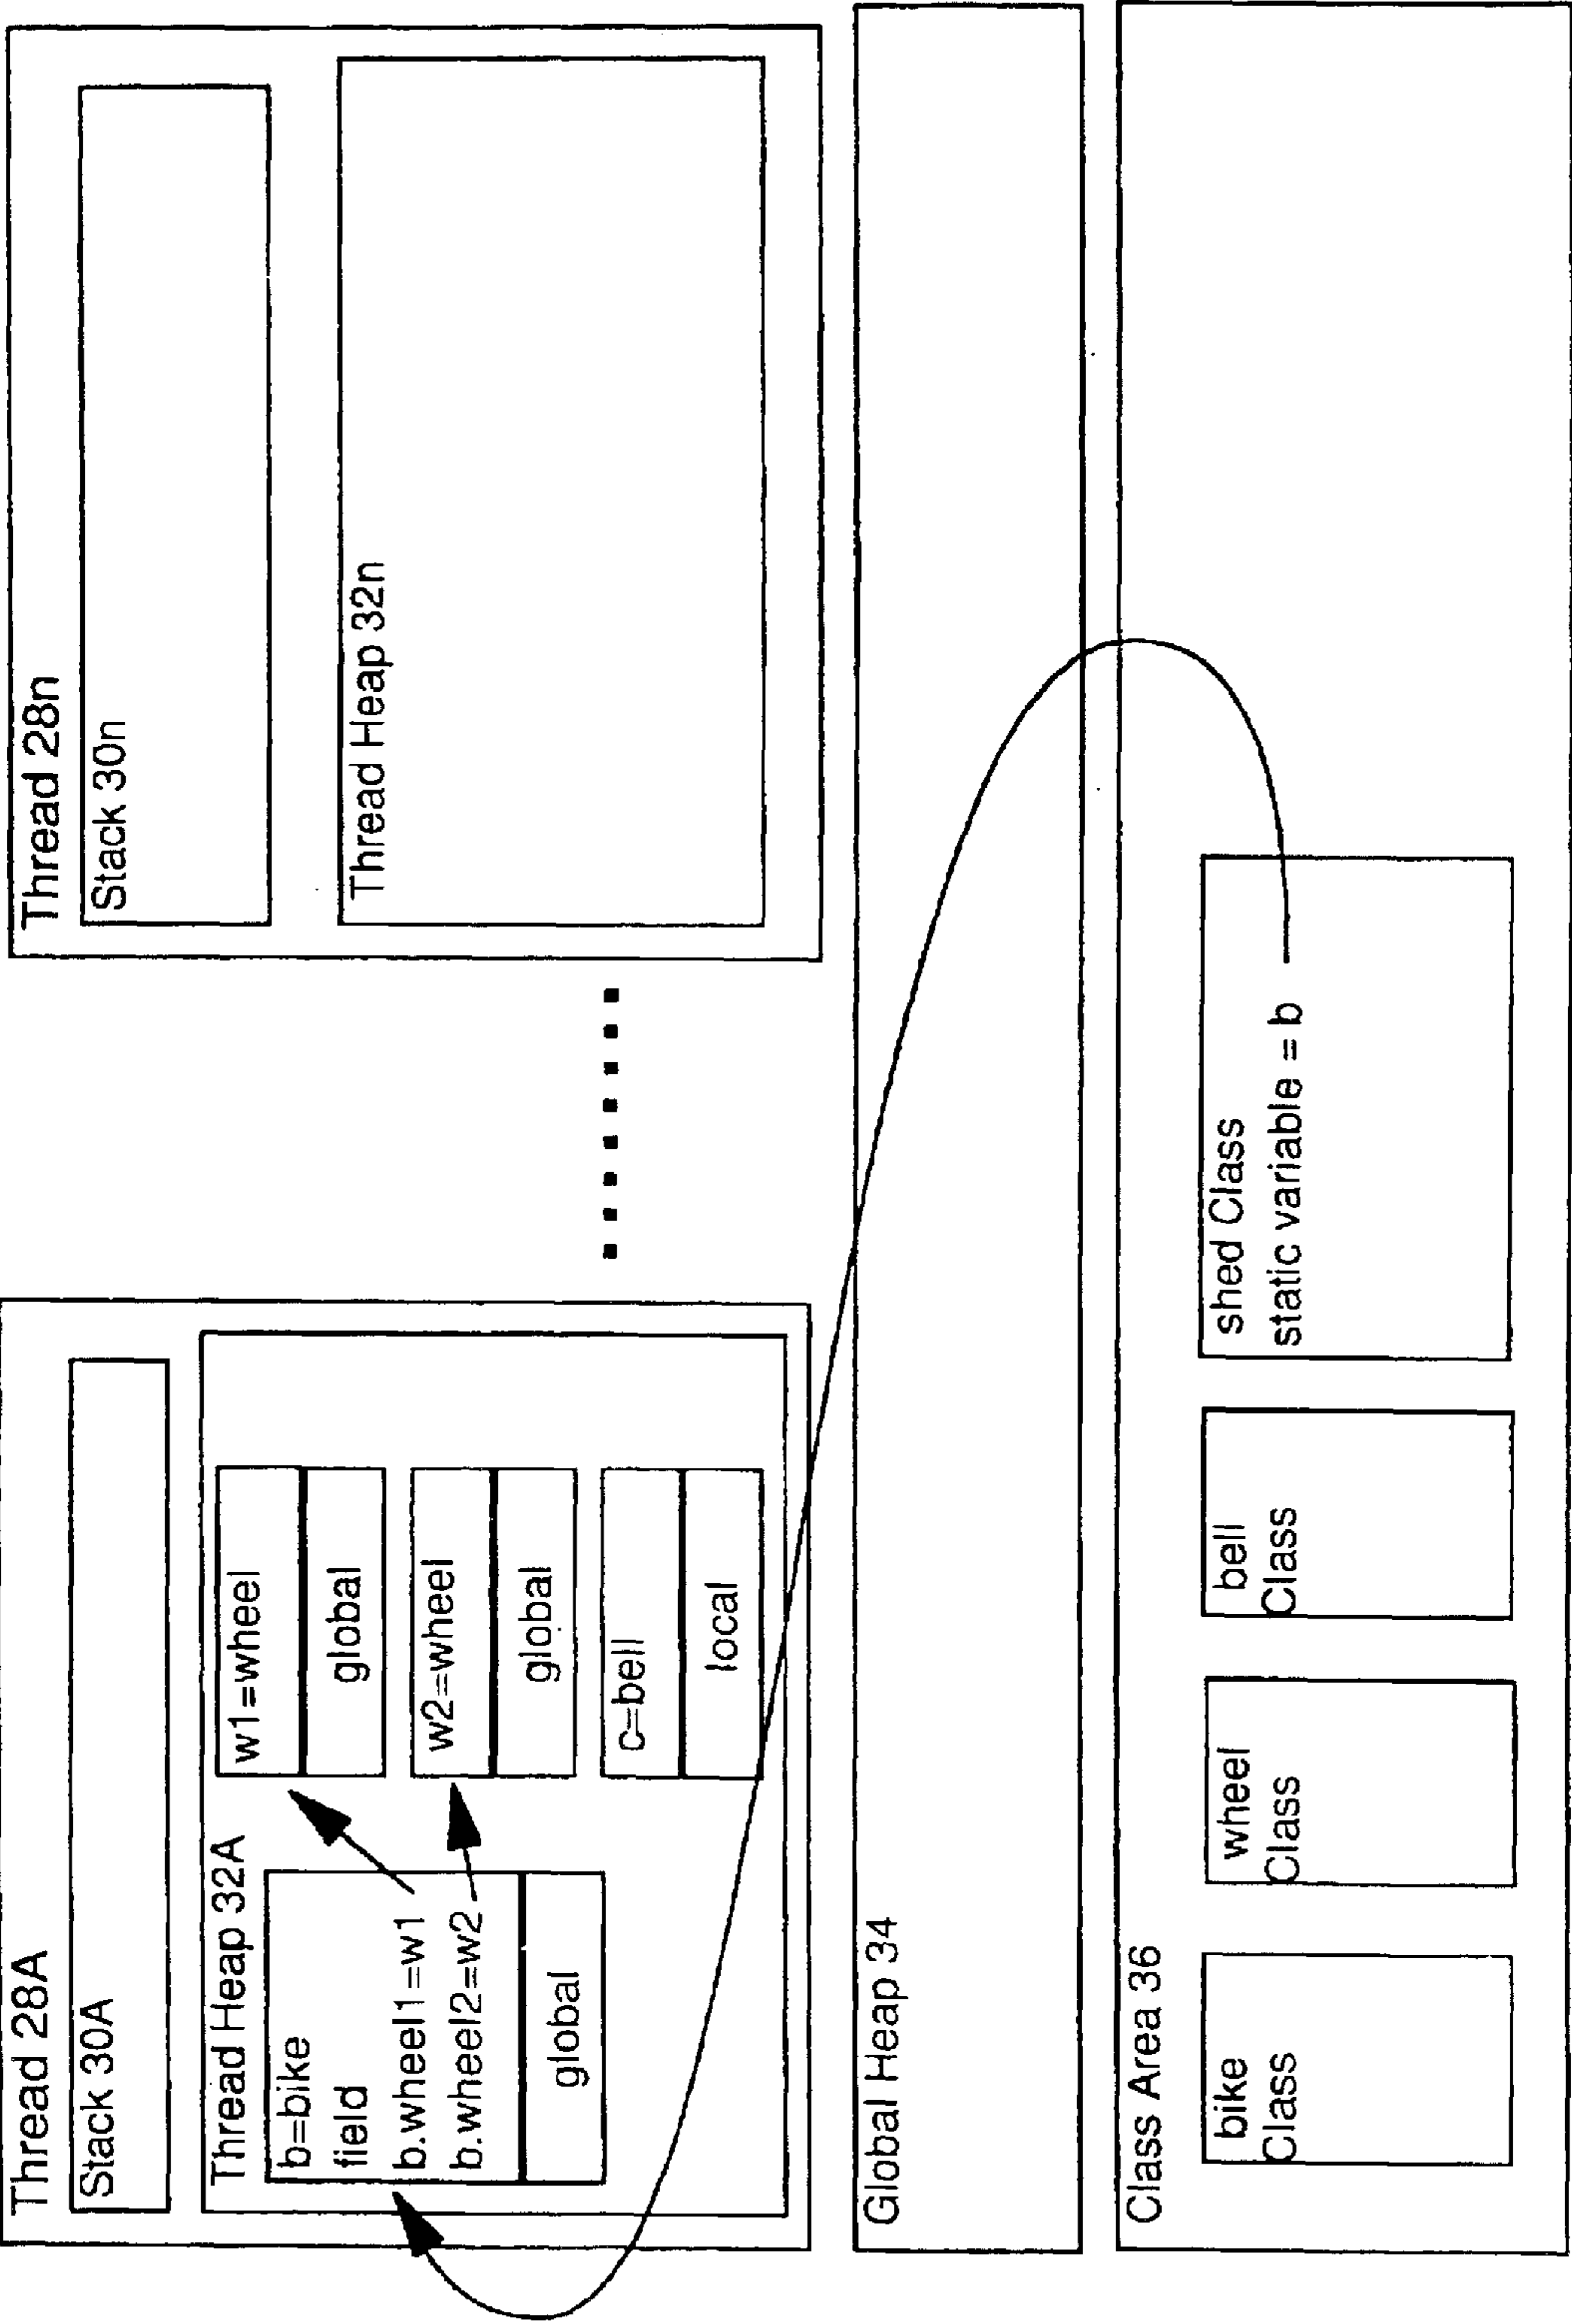 Thread 28A
Stack 30A
Thread Heap 32A
b=bike
field
b.wheel1=w1
b.wheel2=w2
global
w1=wheel
global
w2=wheel
global
c=bell
local
Thread 28n
Stack 30n
Thread Heap 32n
Global Heap 34
Class Area 36
bike
Class
wheel
Class
bell
Class
shed Class
static variable =b